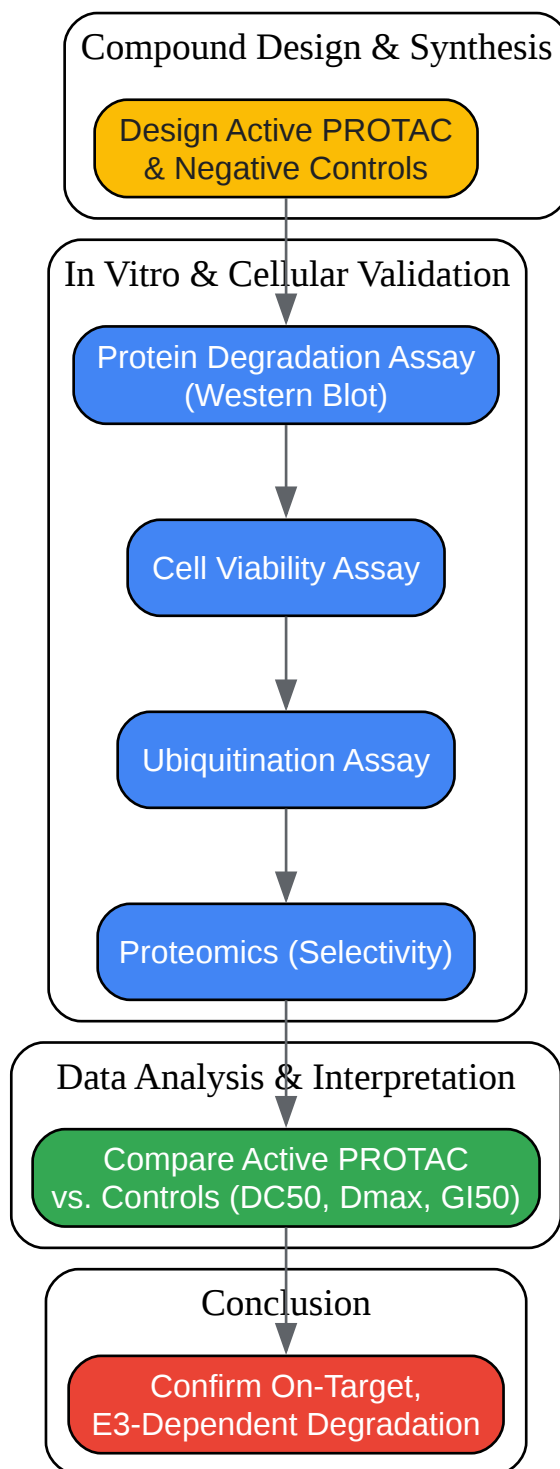 Compound Design & Synthesis
Design Active PROTAC
& Negative Controls
In Vitro & Cellular Validation
Protein Degradation Assay
(Western Blot)
Cell Viability Assay
Ubiquitination Assay
Proteomics (Selectivity)
Data Analysis & Interpretation
Compare Active PROTAC
vs. Controls (DC50, Dmax, GI50)
Conclusion
Confirm On-Target,
E3-Dependent Degradation